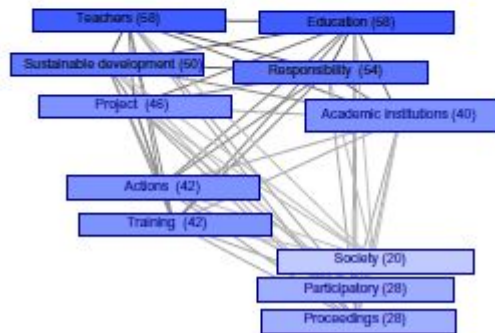 Teachers (58)
Education (58)
Sustainable development (50)
Responsibility (54)
Project (46)
Academic institutions (40)
Actions (42)
Training (42)
Society (20)
Participatory (28)
Proceedings (28)